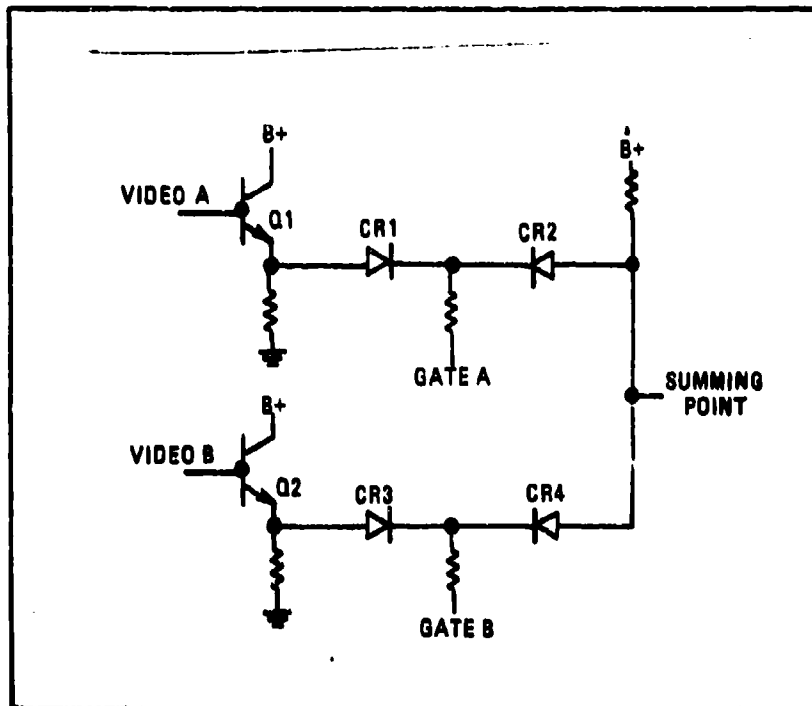 B+
B+
VIDEO A
Q1
CR1
CR2
GATE A
SUMMING
POINT
B+
VIDEO B
Q2
CR3
CR4
GATE B